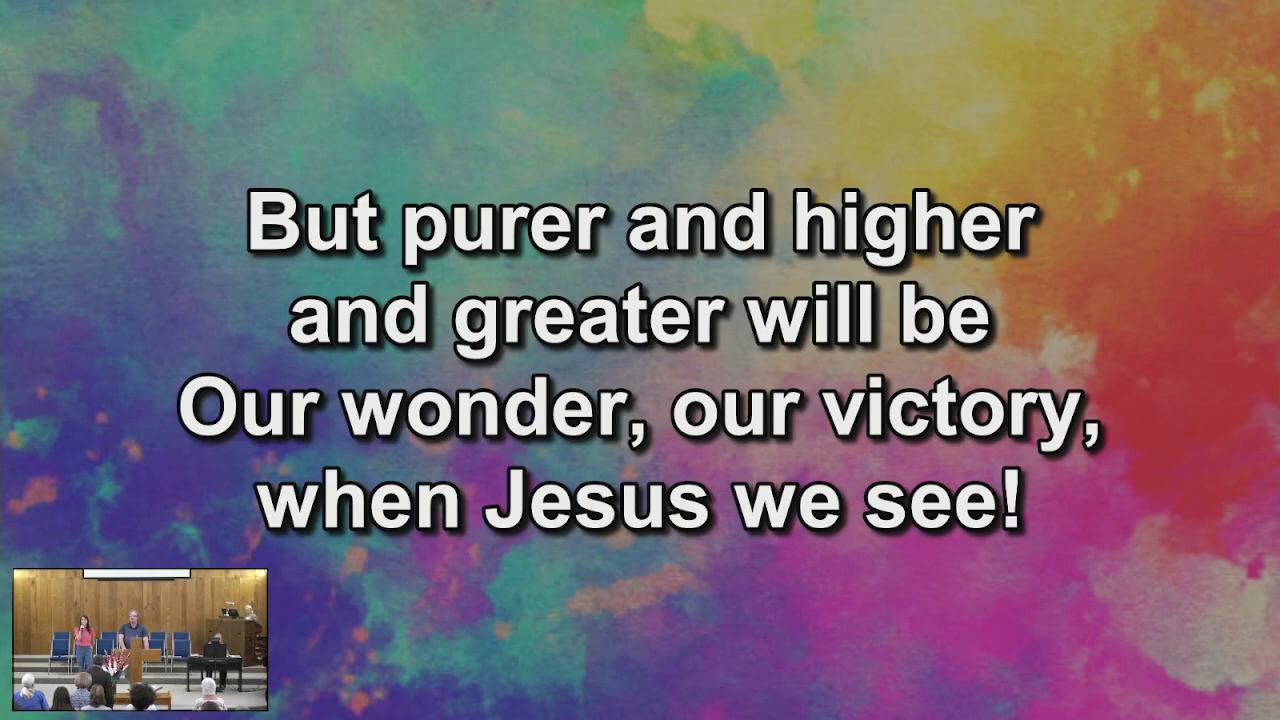 But purer and higher
and greater will be
Our wonder, our victory,
when Jesus we see!